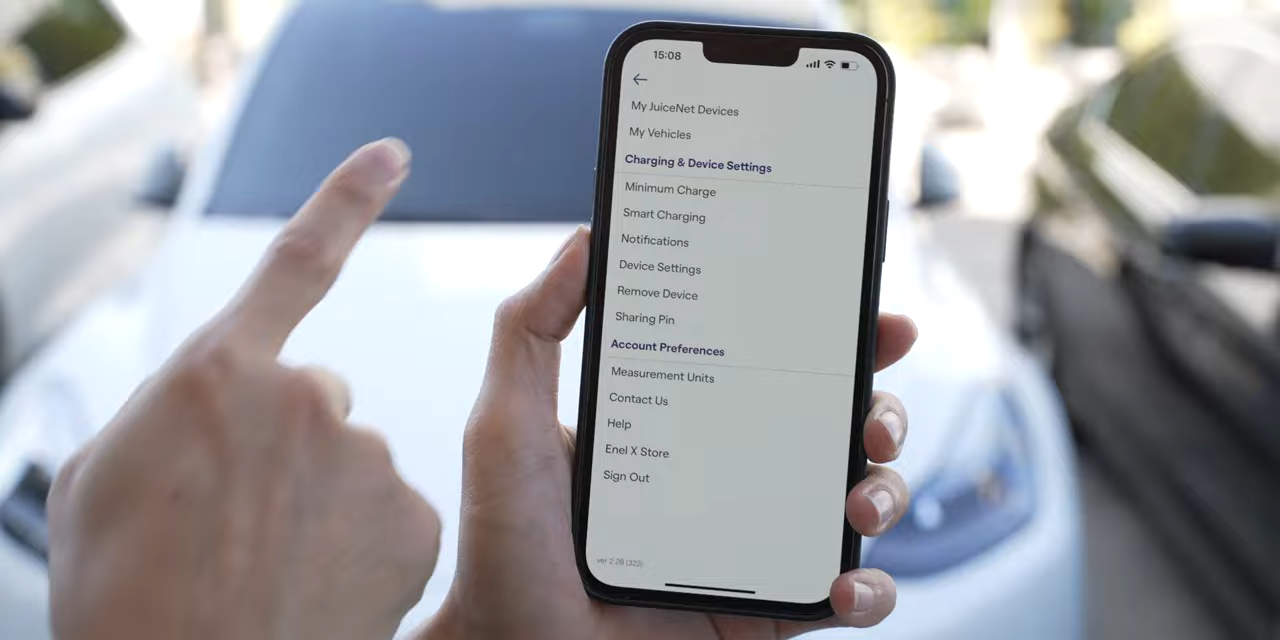 15:08
My JuiceNet Devices
My Vehicles
Charging & Device Settings
Minimum Charge
Smart Charging
Notifications
Device Settings
Remove Device
Sharing Pin
Account Preferences
Measurement Units
Contact Us
Help
Enel X Store
Sign Out
ver 2.28 (322)